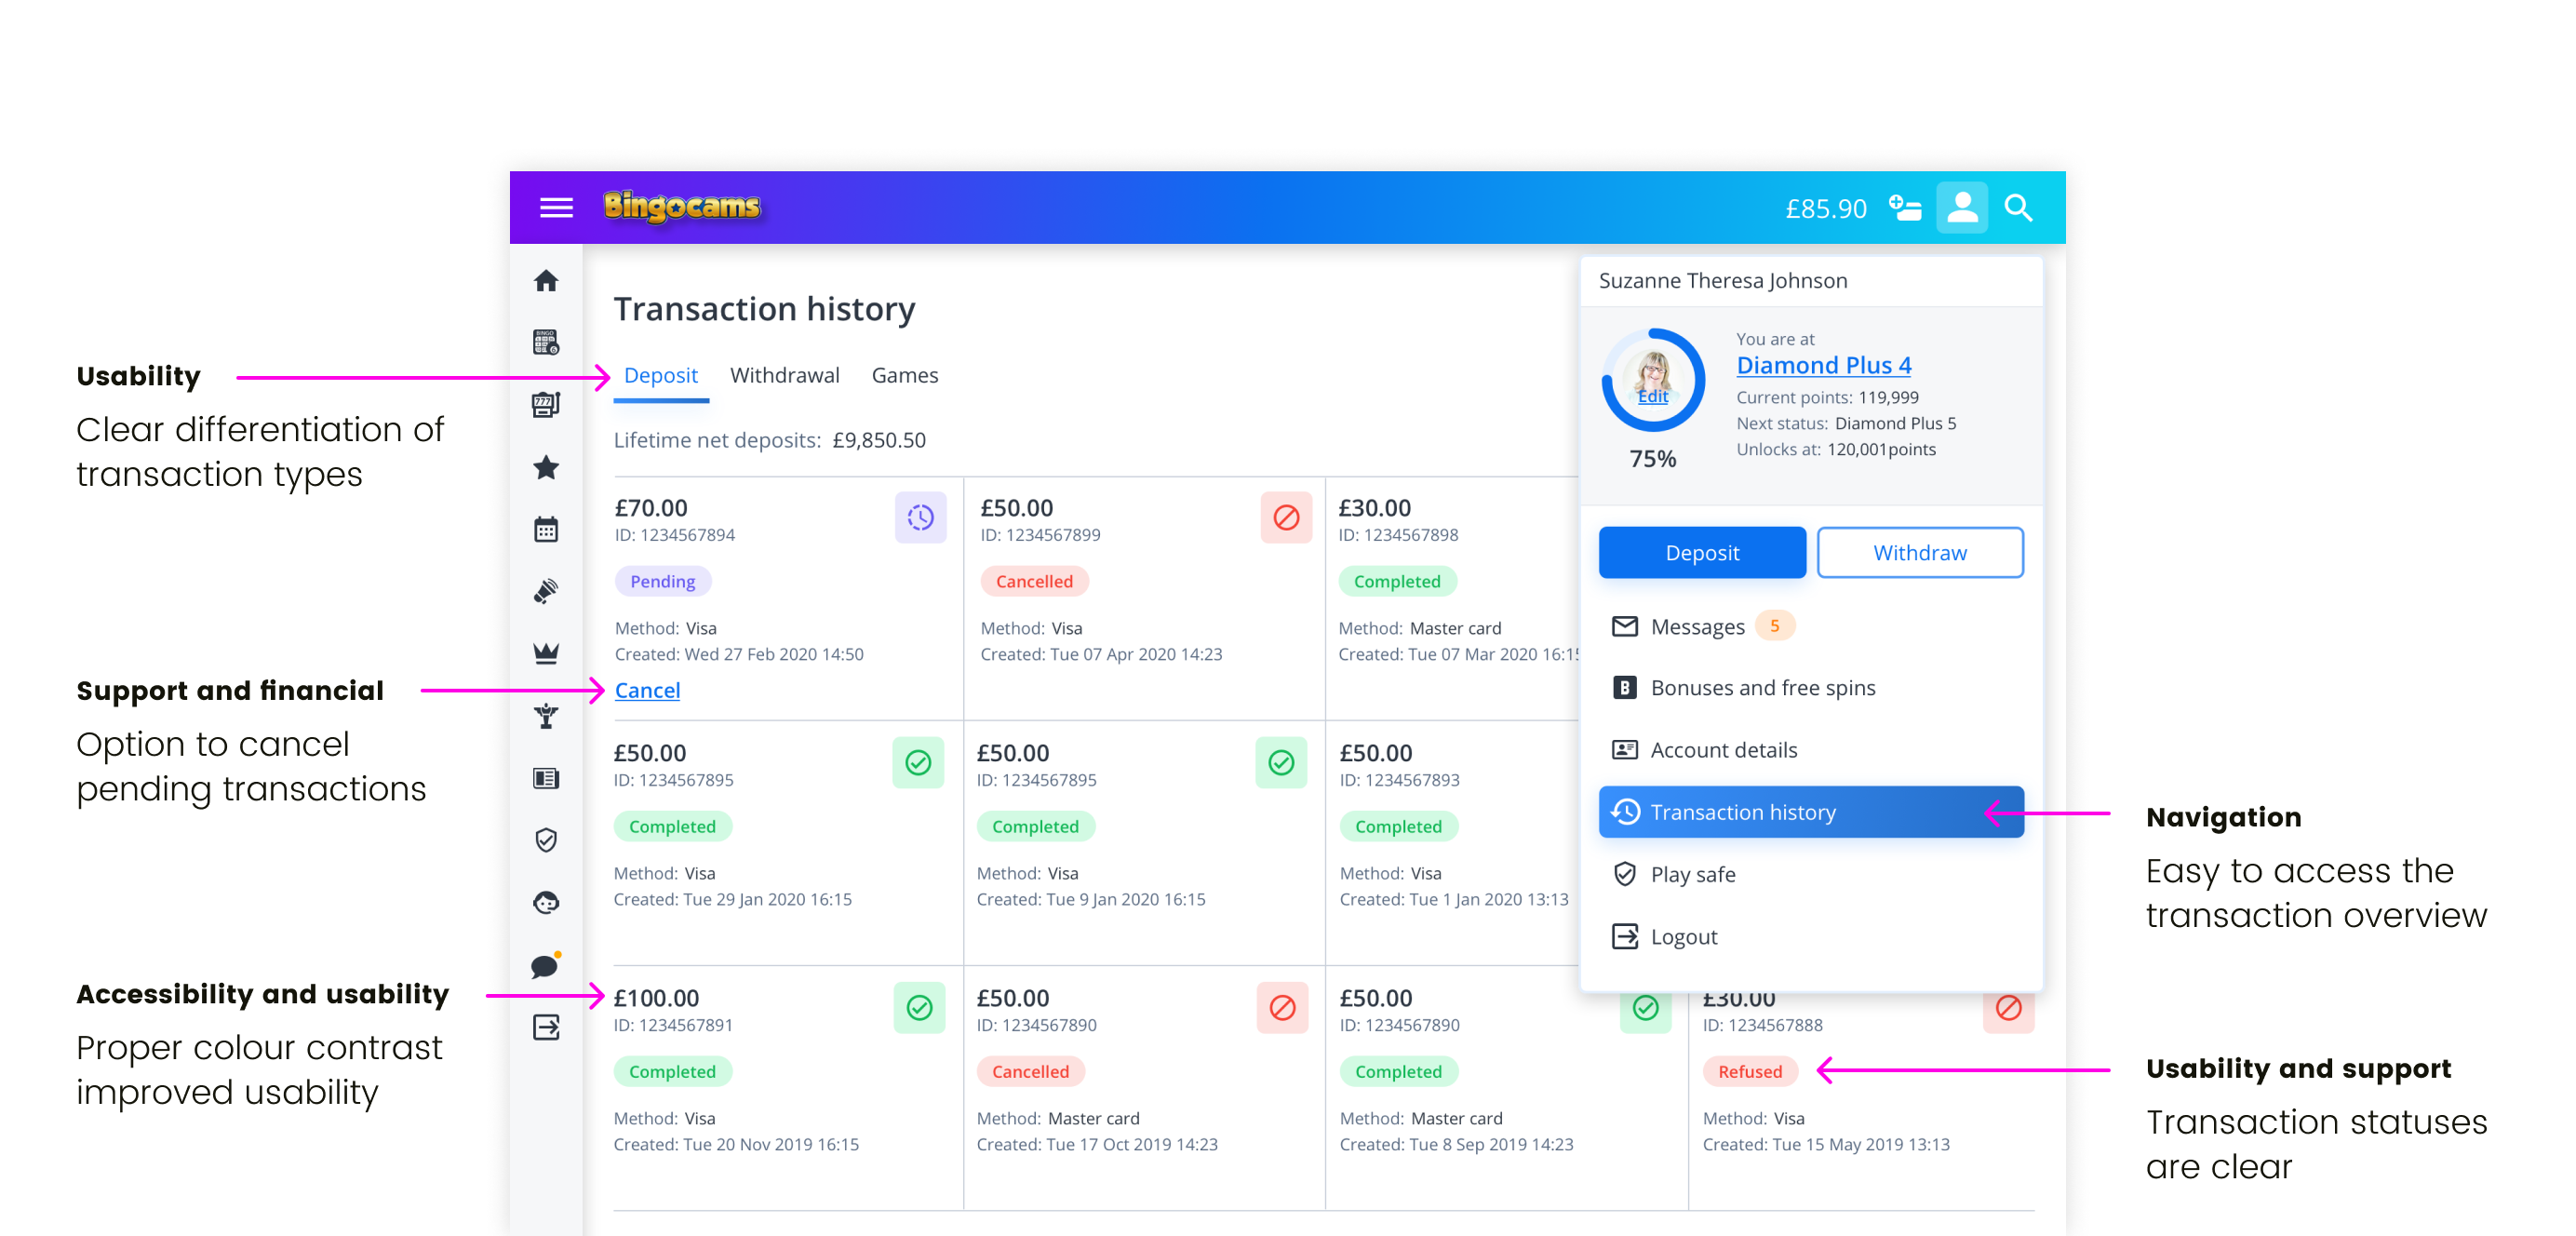 Bingocams
£85.90
Transaction history
Deposit Withdrawal Games
Lifetime net deposits: £9,850.50
£70.00
ID: 1234567894
Pending
Method: Visa
Created: Wed 27 Feb 2020 14:50
Cancel
£50.00
ID: 1234567899
Cancelled
Method: Visa
Created: Tue 07 Apr 2020 14:23
£30.00
ID: 1234567898
Completed
Method: Master card
Created: Tue 07 Mar 2020 16:15
£50.00
ID: 1234567895
Completed
Method: Visa
Created: Tue 29 Jan 2020 16:15
£50.00
ID: 1234567895
Completed
Method: Visa
Created: Tue 9 Jan 2020 16:15
£50.00
ID: 1234567893
Completed
Method: Visa
Created: Tue 1 Jan 2020 13:13
£100.00
ID: 1234567891
Completed
Method: Visa
Created: Tue 20 Nov 2019 16:15
£50.00
ID: 1234567890
Cancelled
Method: Master card
Created: Tue 17 Oct 2019 14:23
£50.00
ID: 1234567890
Completed
Method: Master card
Created: Tue 8 Sep 2019 14:23
£30.00
ID: 1234567888
Refused
Method: Visa
Created: Tue 15 May 2019 13:13
Suzanne Theresa Johnson
Edit
75%
You are at
Diamond Plus 4
Current points: 119,999
Next status: Diamond Plus 5
Unlocks at: 120,001points
Deposit
Withdraw
Messages 5
B Bonuses and free spins
Account details
Transaction history
Play safe
Logout
BINGO
6
777
Usability
Clear differentiation of
transaction types
Support and financial
Option to cancel
pending transactions
Accessibility and usability
Proper colour contrast
improved usability
Navigation
Easy to access the
transaction overview
Usability and support
Transaction statuses
are clear